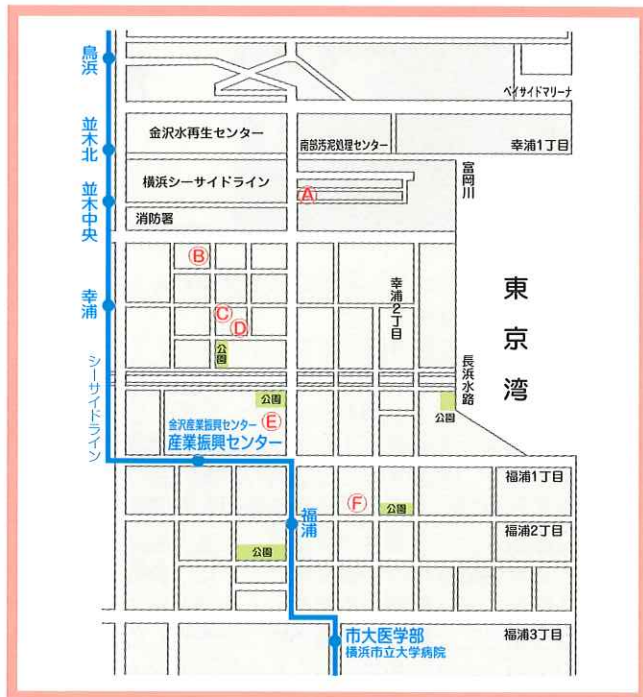 鳥浜
ベイサイドマリーナ
並木北
金沢水再生センター
南部汚泥処理センター
幸浦1丁目
富岡川
横浜シーサイドライン
並木中央
A
消防署
B
幸浦
C
D
幸浦2丁目
東京湾
公園
長浜水路
シーサイドライン
公園
公園
金沢産業振興センター
E
産業振興センター
福浦1丁目
F
公園
福浦
福浦2丁目
公園
市大医学部
横浜市立大学病院
福浦3丁目